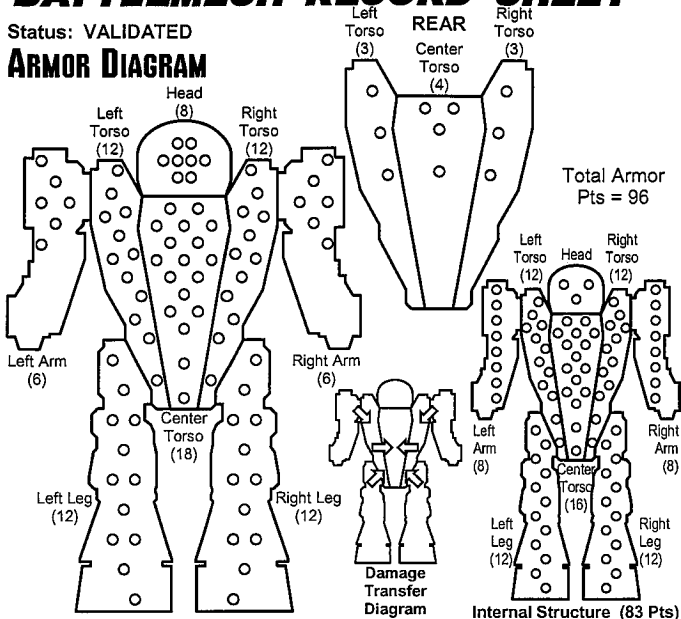 BATTLEMECH RECORD SHEET
Status: VALIDATED
ARMOR DIAGRAM
Left
Torso
(3)
REAR
Center
Torso
(4)
Right
Torso
(3)
Left
Torso
(12)
Head
(8)
Right
Torso
(12)
Total Armor
Pts = 96
Left Arm
(6)
Right Arm
(6)
Center
Torso
(18)
Left Leg
(12)
Right Leg
(12)
Damage
Transfer
Diagram
Left
Torso
(12)
Head
Right
Torso
(12)
Left
Arm
(8)
Right
Arm
(8)
Center
Torso
(16)
Left
Leg
(12)
Right
Leg
(12)
Internal Structure (83 Pts)